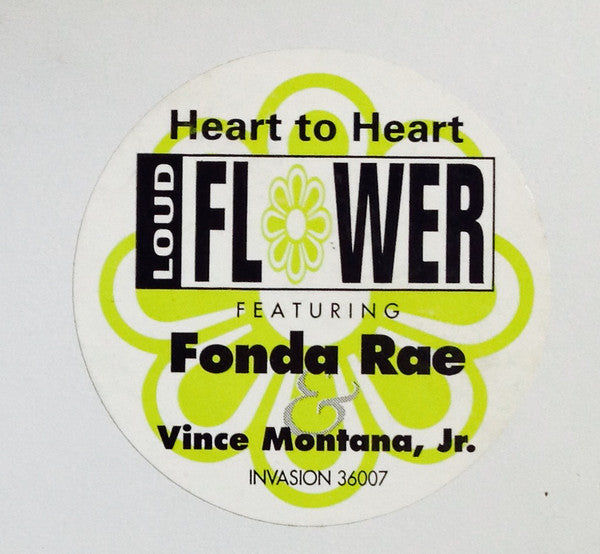 Heart to Heart
LOUD FLOWER
FEATURING
Fonda Rae
&
Vince Montana, Jr.
INVASION 36007